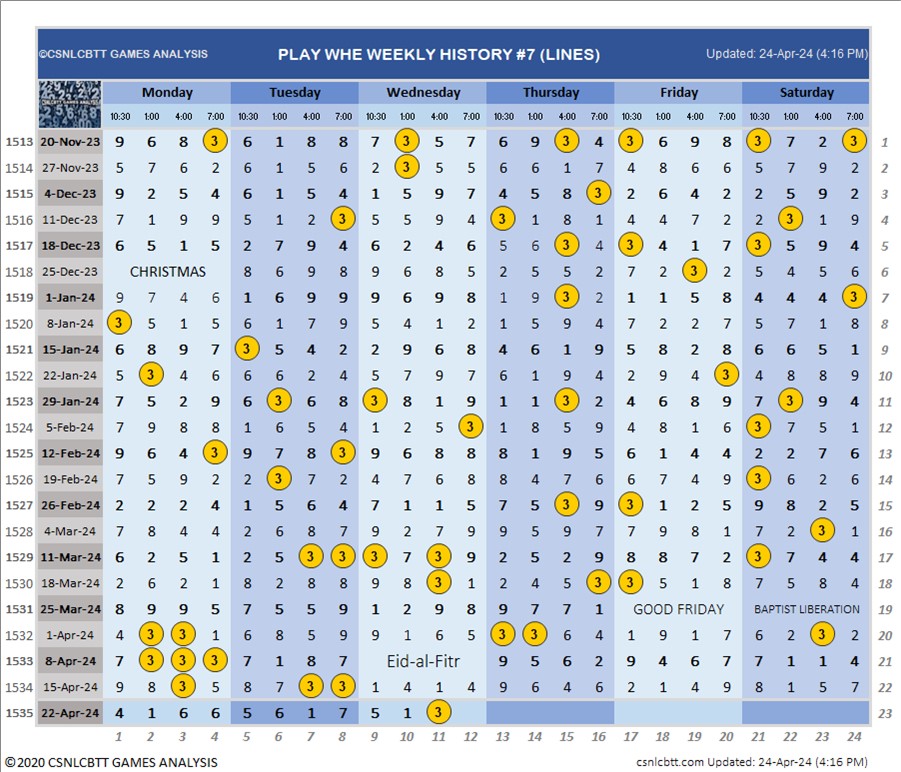 ©CSNLCBTT GAMES ANALYSIS PLAY WHE WEEKLY HISTORY #7 (LINES) Updated: 24-Apr-24 (4:16 PM)
Monday Tuesday Wednesday Thursday Friday Saturday
10:30 1:00 4:00 7:00 10:30 1:00 4:00 7:00 10:30 1:00 4:00 7:00 10:30 1:00 4:00 7:00 10:30 1:00 4:00 7:00 10:30 1:00 4:00 7:00
1513 20-Nov-23 9 6 8 3 6 1 8 8 7 3 5 7 6 9 3 4 3 6 9 8 3 7 2 3 1
1514 27-Nov-23 5 7 6 2 6 1 5 6 2 3 5 5 6 6 1 7 4 8 6 6 5 7 9 2 2
1515 4-Dec-23 9 2 5 4 6 1 5 4 1 5 9 7 4 5 8 3 2 6 4 2 2 5 9 2 3
1516 11-Dec-23 7 1 9 9 5 1 2 3 5 5 9 4 3 1 8 1 4 4 7 2 2 3 1 9 4
1517 18-Dec-23 6 5 1 5 2 7 9 4 6 2 4 6 5 6 3 4 3 4 1 7 3 5 9 4 5
1518 25-Dec-23 CHRISTMAS 8 6 9 8 9 6 8 5 2 5 5 2 7 2 3 2 5 4 5 6 6
1519 1-Jan-24 9 7 4 6 1 6 9 9 9 6 9 8 1 9 3 2 1 1 5 8 4 4 4 3 7
1520 8-Jan-24 3 5 1 5 6 1 7 9 5 4 1 2 1 5 9 4 7 2 2 7 5 7 1 8 8
1521 15-Jan-24 6 8 9 7 3 5 4 2 2 9 6 8 4 6 1 9 5 8 2 8 6 6 5 1 9
1522 22-Jan-24 5 3 4 6 6 6 2 4 5 7 9 7 6 1 9 4 2 9 4 3 4 8 8 9 10
1523 29-Jan-24 7 5 2 9 6 3 6 8 3 8 1 9 1 1 3 2 4 6 8 9 7 3 9 4 11
1524 5-Feb-24 7 9 8 8 1 6 5 4 1 2 5 3 1 8 5 9 4 8 1 6 3 7 5 1 12
1525 12-Feb-24 9 6 4 3 9 7 8 3 9 6 8 8 8 1 9 5 6 1 4 4 2 2 7 6 13
1526 19-Feb-24 7 5 9 2 2 3 2 2 4 7 6 8 8 4 7 6 6 7 4 9 3 6 2 6 14
1527 26-Feb-24 2 2 2 4 1 5 6 4 7 1 1 5 7 5 3 9 3 1 2 5 9 8 2 5 15
1528 4-Mar-24 7 8 4 4 2 6 8 7 9 2 7 9 9 5 9 7 7 9 8 1 7 2 3 1 16
1529 11-Mar-24 6 2 5 1 2 5 3 3 3 7 3 9 2 5 2 9 8 8 7 2 3 7 4 4 17
1530 18-Mar-24 2 6 2 1 8 2 8 8 9 8 3 1 2 4 5 3 3 5 1 8 7 5 8 4 18
1531 25-Mar-24 8 9 9 5 7 5 5 9 1 2 9 8 9 7 7 1 GOOD FRIDAY BAPTIST LIBERATION 19
1532 1-Apr-24 4 3 3 1 6 8 5 9 9 1 6 5 3 3 6 4 1 9 1 7 6 2 3 2 20
1533 8-Apr-24 7 3 3 3 7 1 8 7 Eid-al-Fitr 9 5 6 2 9 4 6 7 7 1 1 4 21
1534 15-Apr-24 9 8 3 5 8 7 3 3 1 4 1 4 9 6 4 6 2 1 4 9 8 1 5 7 22
1535 22-Apr-24 4 1 6 6 5 6 1 7 5 1 3 23
1 2 3 4 5 6 7 8 9 10 11 12 13 14 15 16 17 18 19 20 21 22 23 24
©2020 CSNLCBTT GAMES ANALYSIS csnlcbtt.com Updated: 24-Apr-24 (4:16 PM)